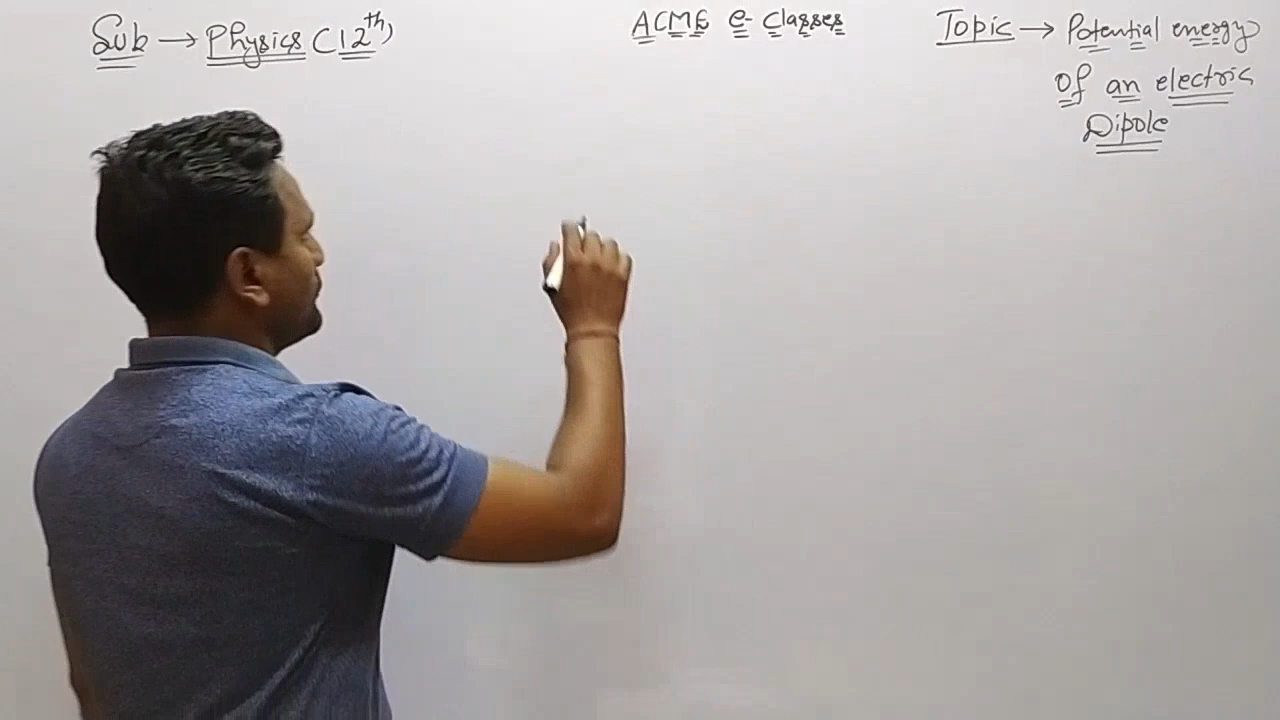 Sub → Physics (12th)
ACME e- Classes
Topic → Potential energy
Of an electric
Dipole